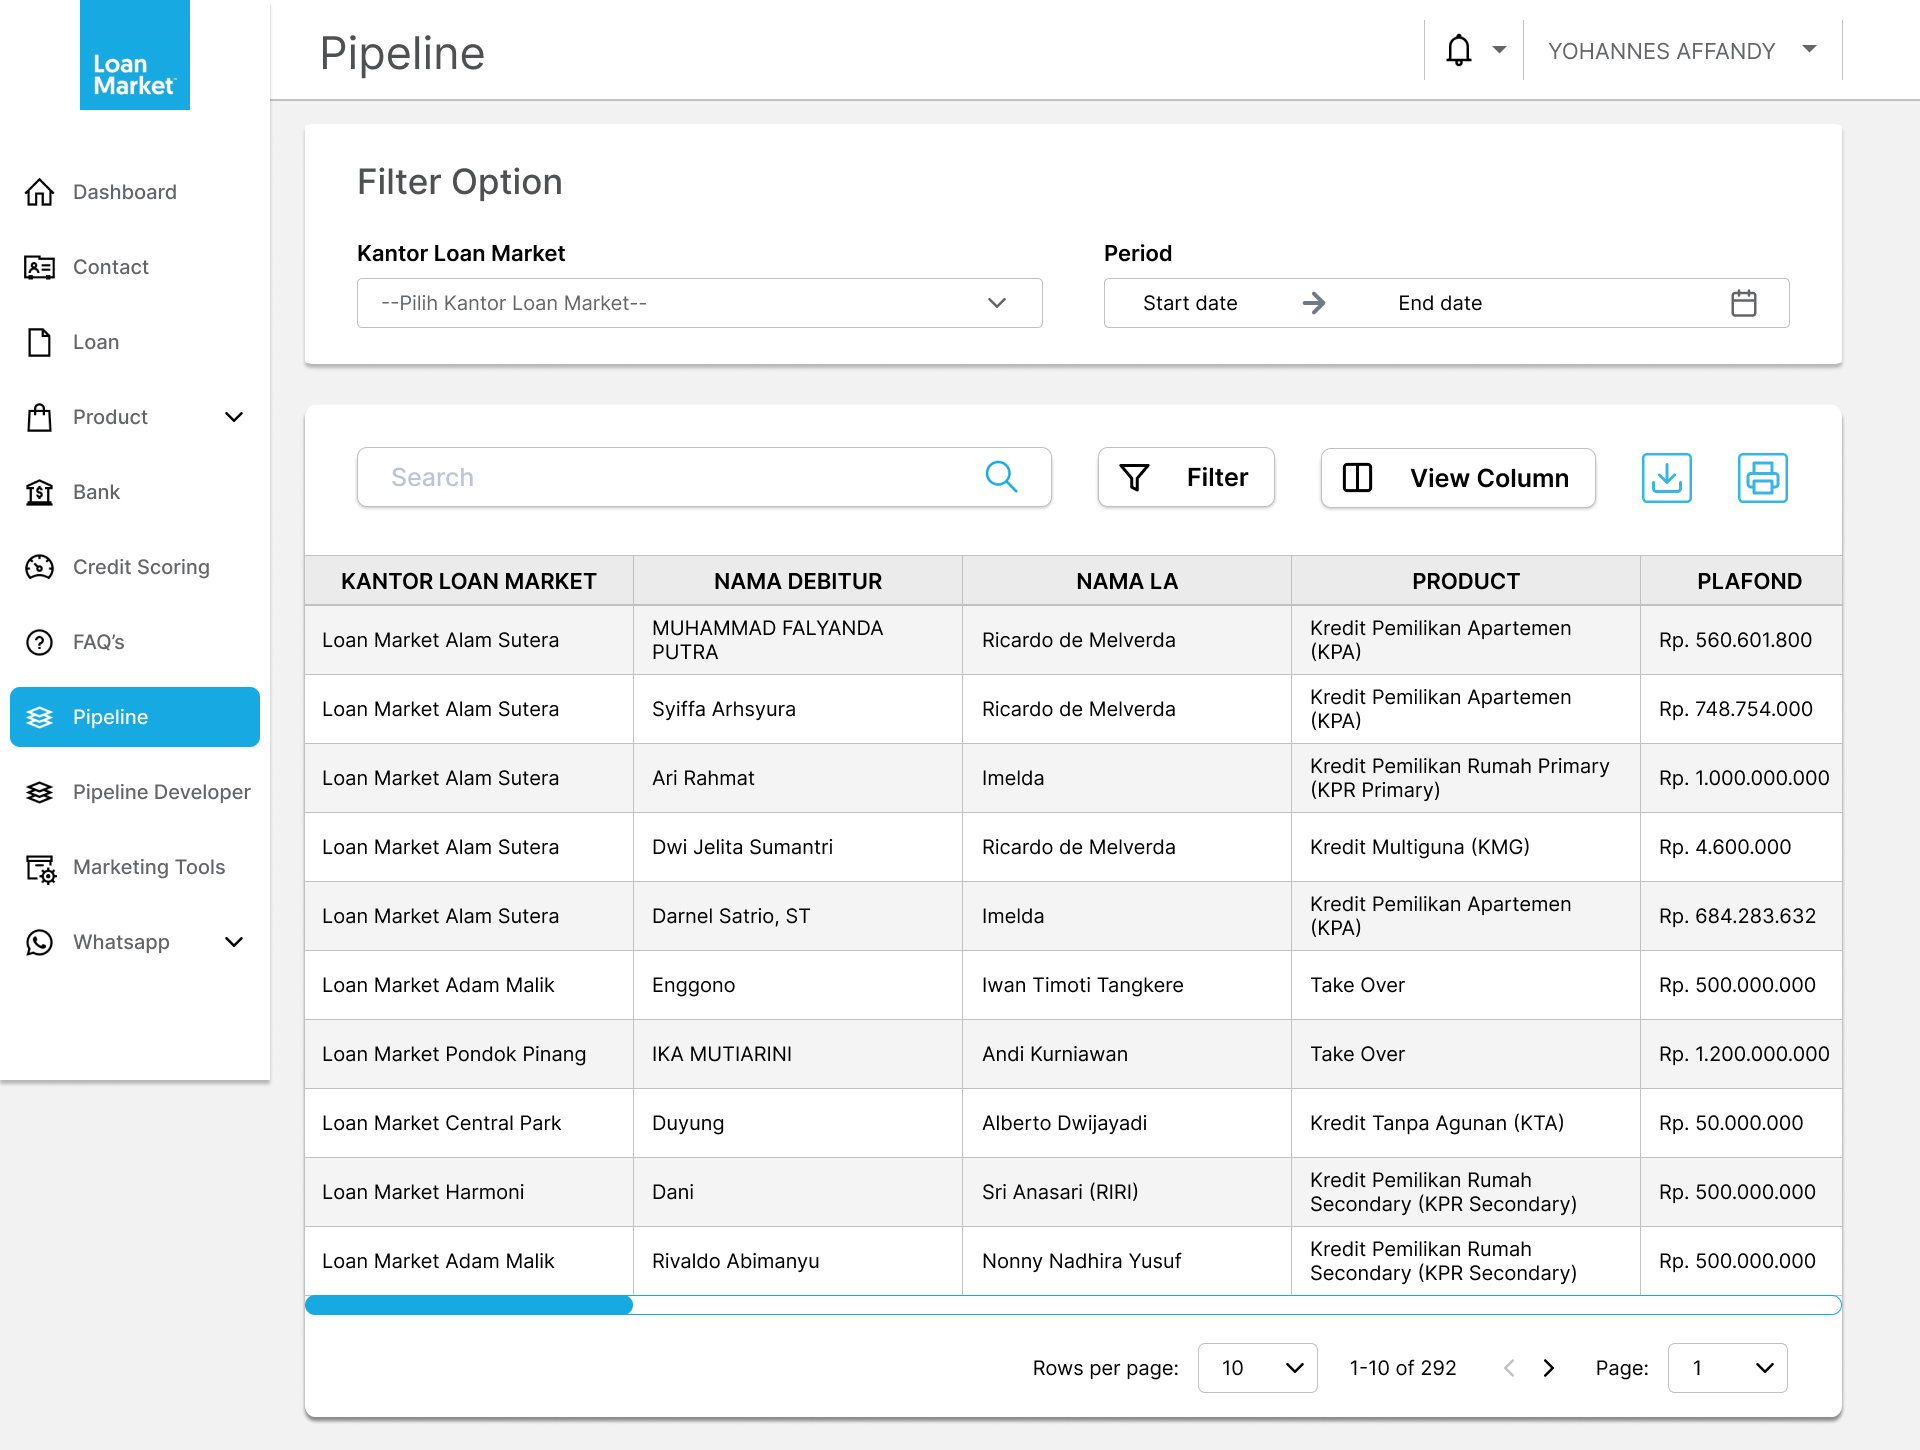 Loan
Market
Pipeline
YOHANNES AFFANDY
Dashboard
Contact
Loan
Product
Bank
Credit Scoring
FAQ's
Pipeline
Pipeline Developer
Marketing Tools
Whatsapp
Filter Option
Kantor Loan Market
Period
--Pilih Kantor Loan Market--
Start date
End date
Search
Filter
View Column
KANTOR LOAN MARKET NAMA DEBITUR NAMA LA PRODUCT PLAFOND
Loan Market Alam Sutera MUHAMMAD FALYANDA PUTRA Ricardo de Melverda Kredit Pemilikan Apartemen (KPA) Rp. 560.601.800
Loan Market Alam Sutera Syiffa Arhsyura Ricardo de Melverda Kredit Pemilikan Apartemen (KPA) Rp. 748.754.000
Loan Market Alam Sutera Ari Rahmat Imelda Kredit Pemilikan Rumah Primary (KPR Primary) Rp. 1.000.000.000
Loan Market Alam Sutera Dwi Jelita Sumantri Ricardo de Melverda Kredit Multiguna (KMG) Rp. 4.600.000
Loan Market Alam Sutera Darnel Satrio, ST Imelda Kredit Pemilikan Apartemen (KPA) Rp. 684.283.632
Loan Market Adam Malik Enggono Iwan Timoti Tangkere Take Over Rp. 500.000.000
Loan Market Pondok Pinang IKA MUTIARINI Andi Kurniawan Take Over Rp. 1.200.000.000
Loan Market Central Park Duyung Alberto Dwijayadi Kredit Tanpa Agunan (KTA) Rp. 50.000.000
Loan Market Harmoni Dani Sri Anasari (RIRI) Kredit Pemilikan Rumah Secondary (KPR Secondary) Rp. 500.000.000
Loan Market Adam Malik Rivaldo Abimanyu Nonny Nadhira Yusuf Kredit Pemilikan Rumah Secondary (KPR Secondary) Rp. 500.000.000
Rows per page: 10 1-10 of 292 Page: 1